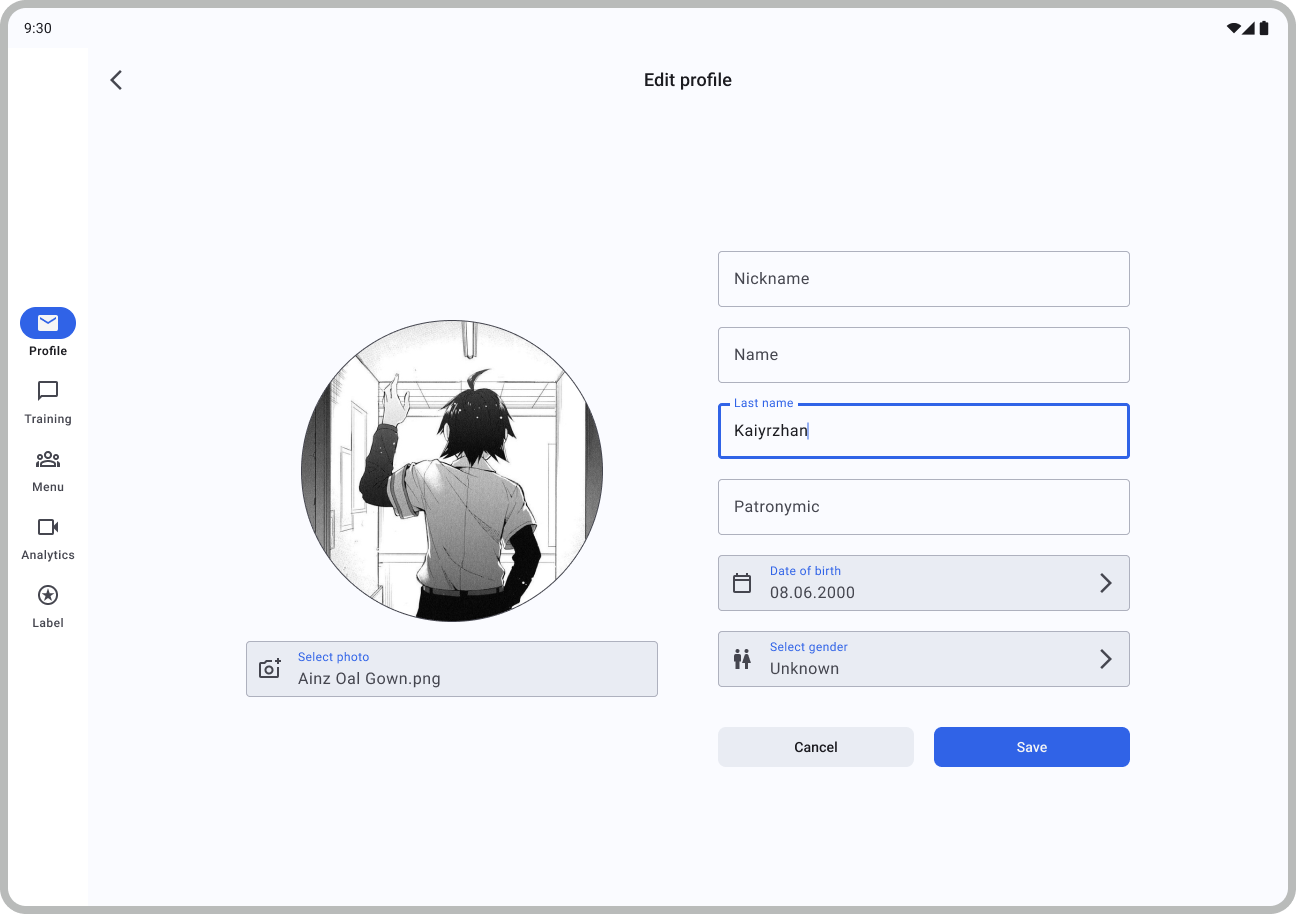 9:30
Edit profile
Profile
Training
Menu
Analytics
Label
Select photo
Ainz Oal Gown.png
Nickname
Name
Last name
Kaiyrzhan
Patronymic
Date of birth
08.06.2000
Select gender
Unknown
Cancel
Save